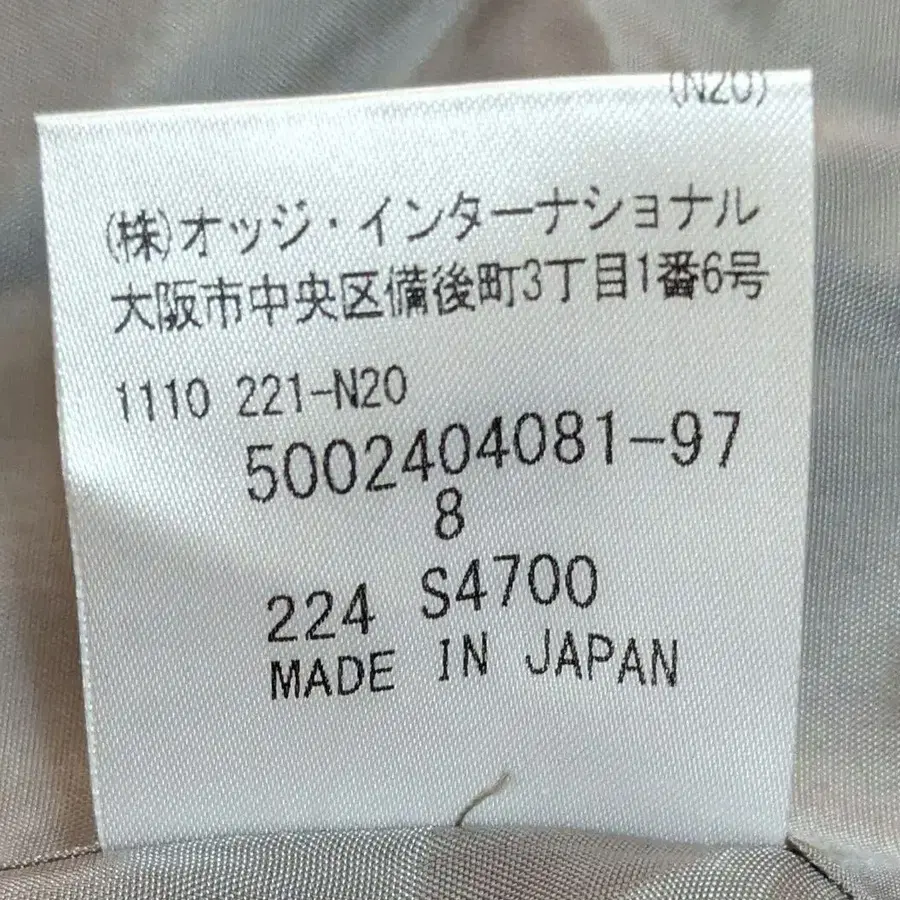 (N20)
(株)オッジ・インターナショナル
大阪市中央区備後町3丁目1番6号
1110 221-N20
5002404081-97
8
224 S4700
MADE IN JAPAN